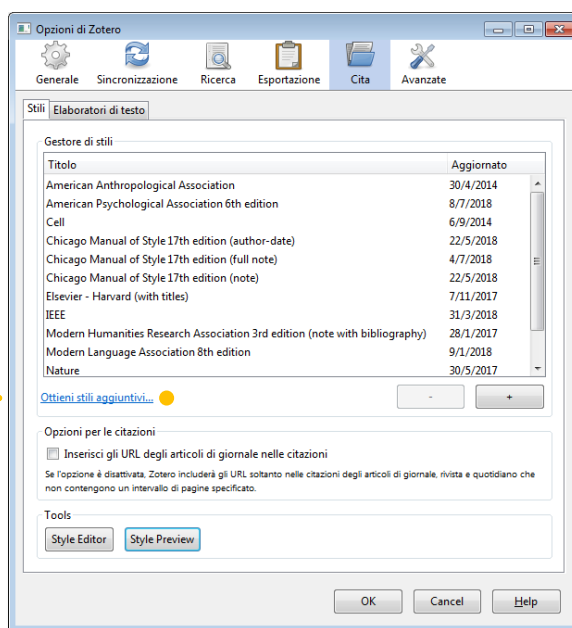 Opzioni di Zotero
Generale Sincronizzazione Ricerca Esportazione Cita Avanzate
Stili Elaboratori di testo
Gestore di stili
Titolo Aggiornato
American Anthropological Association 30/4/2014
American Psychological Association 6th edition 8/7/2018
Cell 6/9/2014
Chicago Manual of Style 17th edition (author-date) 22/5/2018
Chicago Manual of Style 17th edition (full note) 4/7/2018
Chicago Manual of Style 17th edition (note) 22/5/2018
Elsevier - Harvard (with titles) 7/11/2017
IEEE 31/3/2018
Modern Humanities Research Association 3rd edition (note with bibliography) 28/1/2017
Modern Language Association 8th edition 9/1/2018
Nature 30/5/2017
Ottieni stili aggiuntivi... - +
Opzioni per le citazioni
Inserisci gli URL degli articoli di giornale nelle citazioni
Se l'opzione è disattivata, Zotero includerà gli URL soltanto nelle citazioni degli articoli di giornale, rivista e quotidiano che
non contengono un intervallo di pagine specificato.
Tools
Style Editor Style Preview
OK Cancel Help